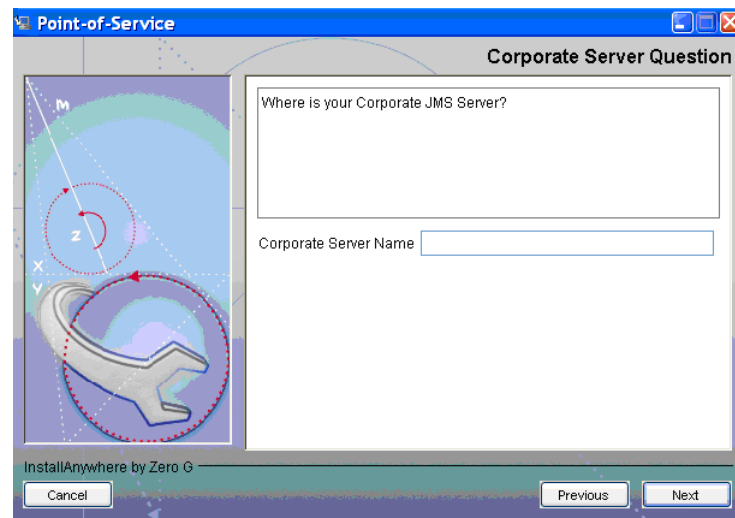 Point-of-Service
Corporate Server Question
Where is your Corporate JMS Server?
Corporate Server Name
m
z
X
Y
InstallAnywhere by Zero G
Cancel
Previous
Next